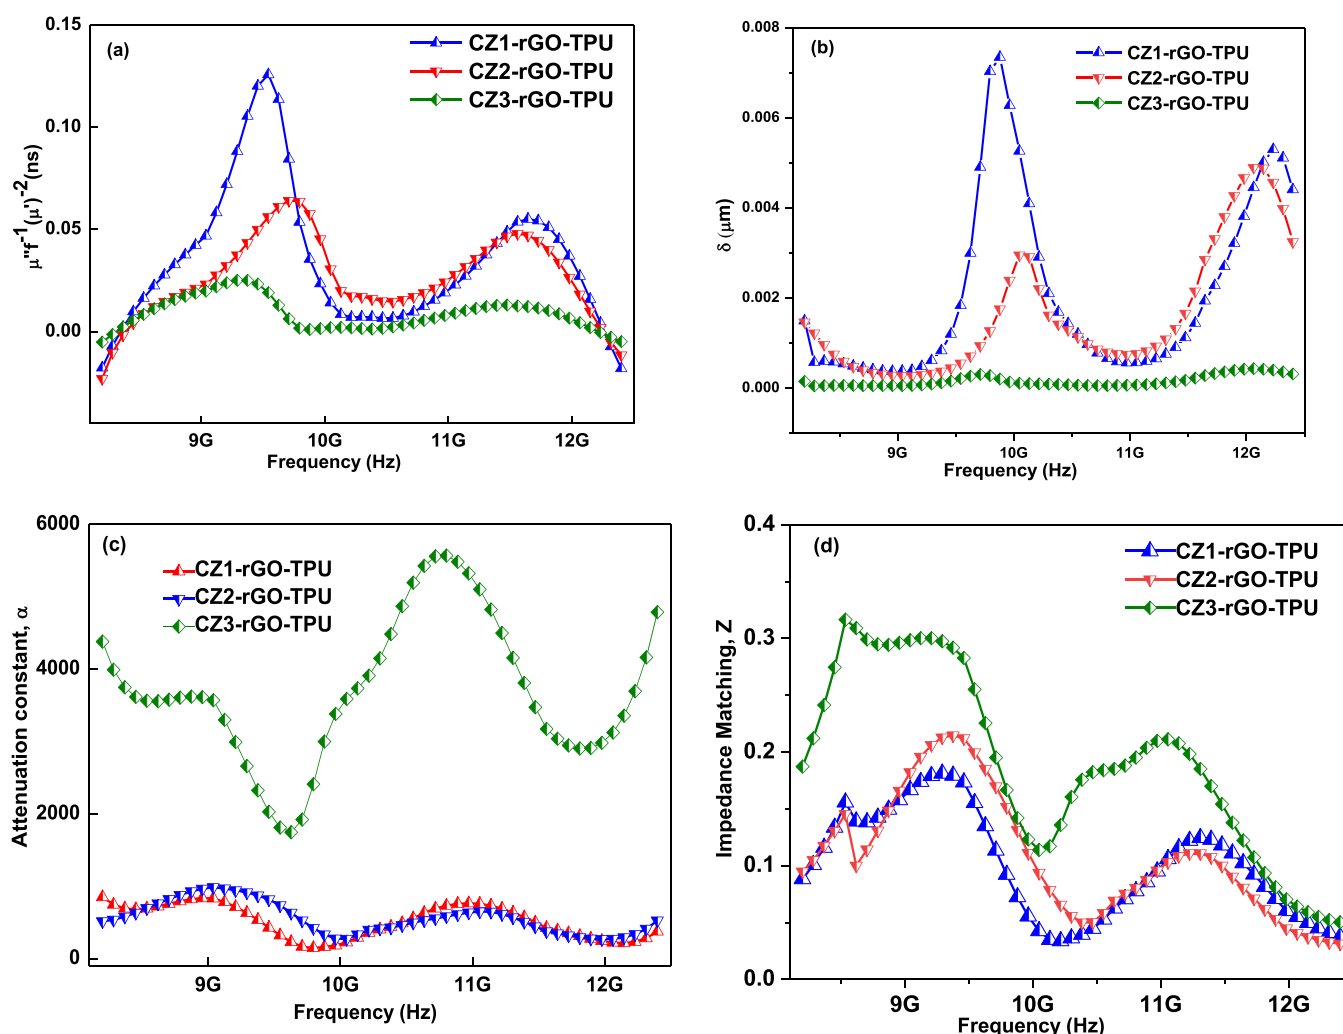 (a)
CZ1-rGO-TPU
CZ2-rGO-TPU
CZ3-rGO-TPU
0.15
0.10
0.05
0.00
μ"f⁻¹(μ')⁻²(ns)
9G 10G 11G 12G
Frequency (Hz)
(b)
CZ1-rGO-TPU
CZ2-rGO-TPU
CZ3-rGO-TPU
0.008
0.006
0.004
0.002
0.000
δ (μm)
9G 10G 11G 12G
Frequency (Hz)
(c)
CZ1-rGO-TPU
CZ2-rGO-TPU
CZ3-rGO-TPU
6000
4000
2000
0
Attenuation constant, α
9G 10G 11G 12G
Frequency (Hz)
(d)
CZ1-rGO-TPU
CZ2-rGO-TPU
CZ3-rGO-TPU
0.4
0.3
0.2
0.1
0.0
Impedance Matching, Z
9G 10G 11G 12G
Frequency (Hz)